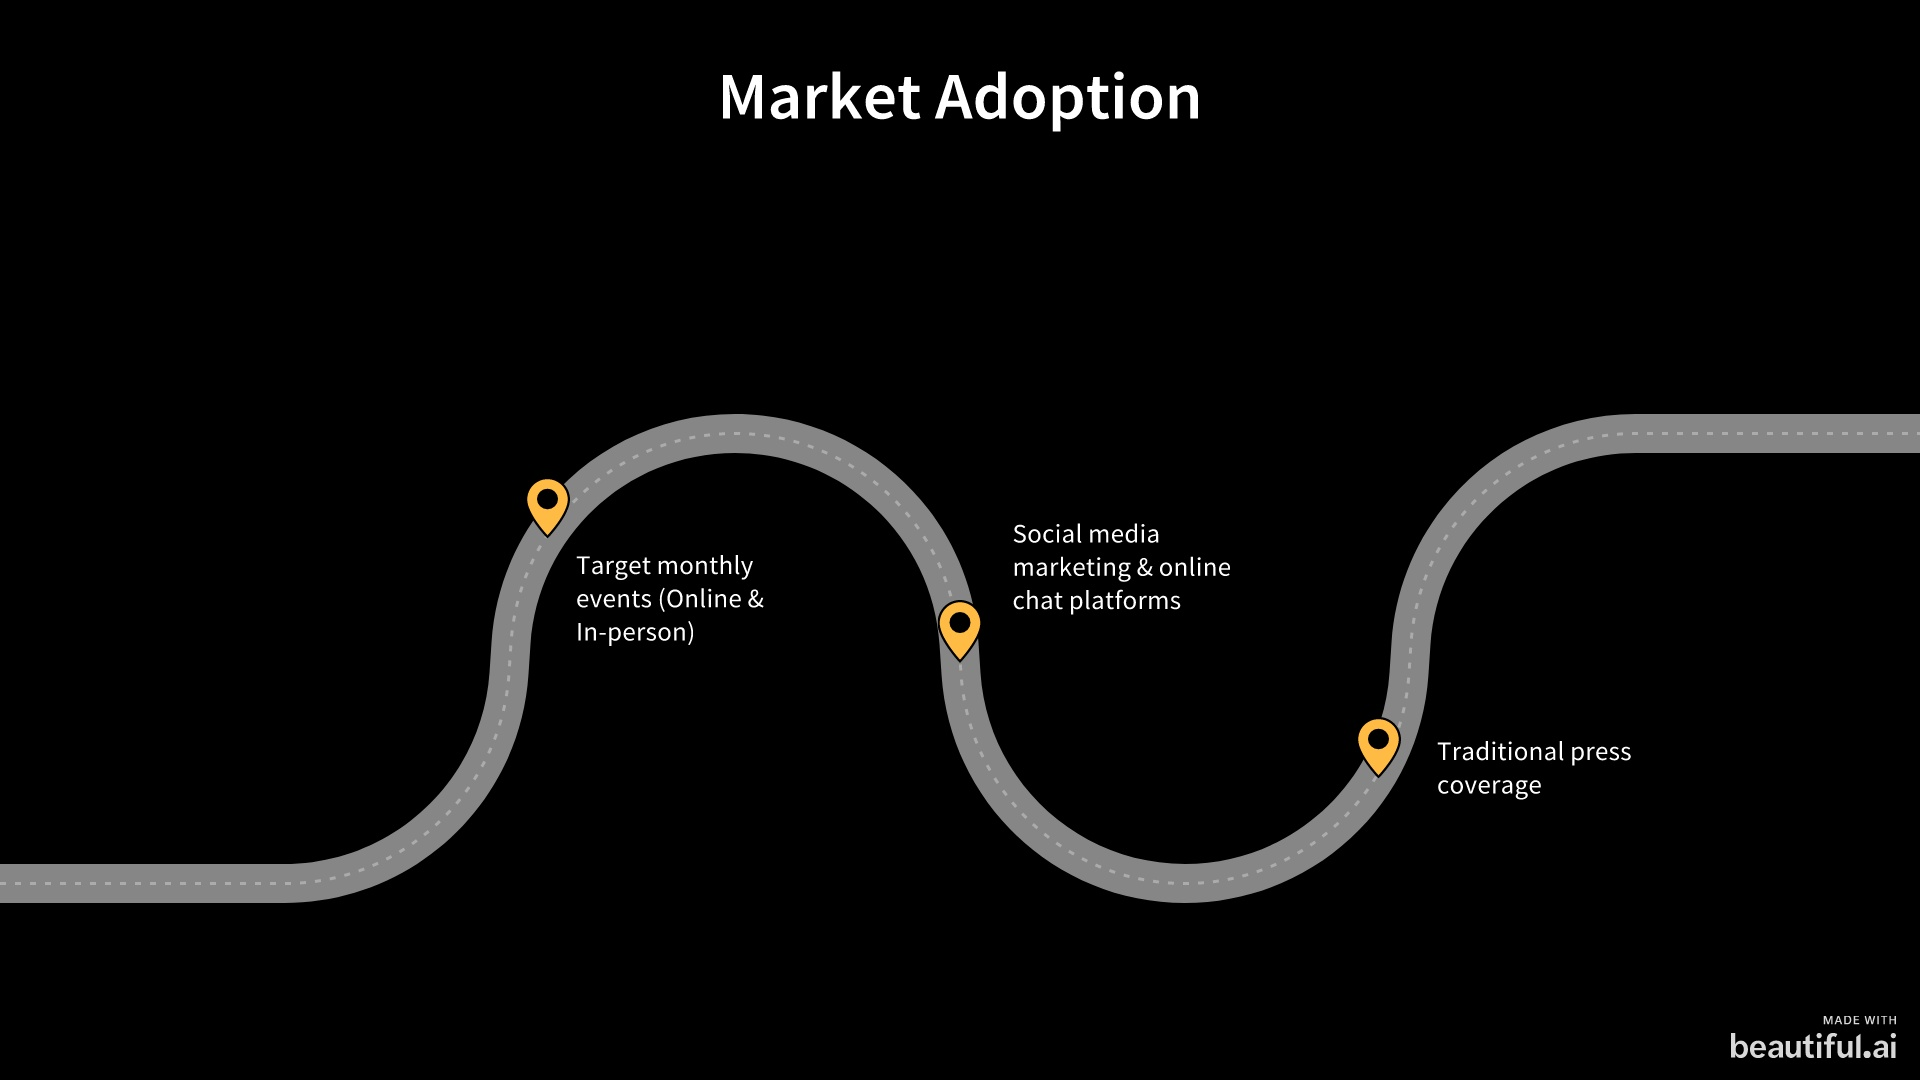 Market Adoption
Target monthly
events (Online &
In-person)
Social media
marketing & online
chat platforms
Traditional press
coverage
MADE WITH
beautiful.ai